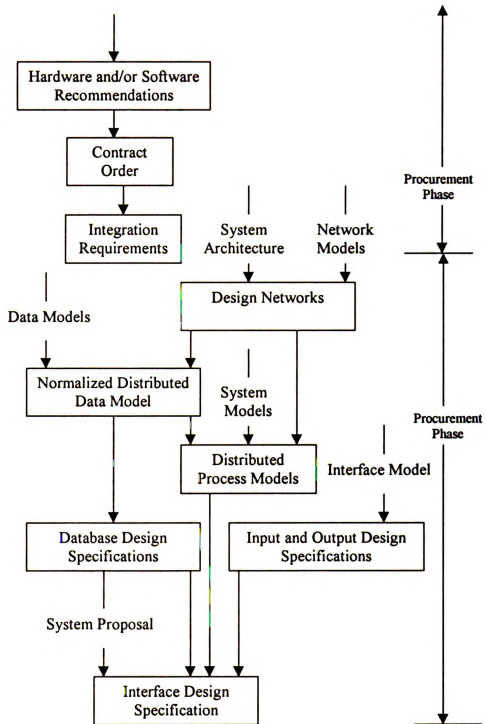 Hardware and/or Software
Recommendations
Contract
Order
Procurement
Phase
Integration
Requirements
System
Architecture
Network
Models
Design Networks
Data Models
Normalized Distributed
Data Model
System
Models
Procurement
Phase
Distributed
Process Models
Interface Model
Database Design
Specifications
Input and Output Design
Specifications
System Proposal
Interface Design
Specification